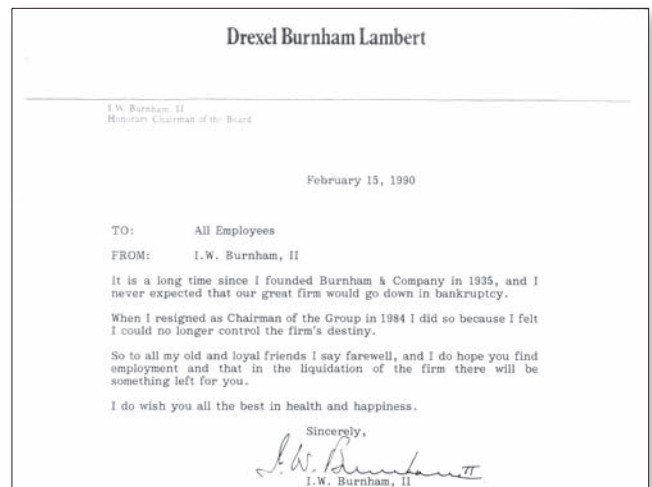 Drexel Burnham Lambert
I.W. Burnham, II
Honorary Chairman of the Board
February 15, 1990
TO: All Employees
FROM: I.W. Burnham, II
It is a long time since I founded Burnham & Company in 1935, and I
never expected that our great firm would go down in bankruptcy.
When I resigned as Chairman of the Group in 1984 I did so because I felt
I could no longer control the firm's destiny.
So to all my old and loyal friends I say farewell, and I do hope you find
employment and that in the liquidation of the firm there will be
something left for you.
I do wish you all the best in health and happiness.
Sincerely,
I. W. Burnham II
I.W. Burnham, II